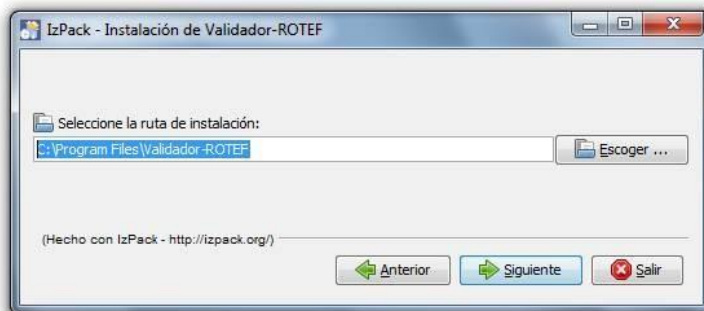 IzPack - Instalación de Validador-ROTEF
Seleccione la ruta de instalación:
C:\Program Files\Validador-ROTEF
Escoger ...
(Hecho con IzPack - http://izpack.org/)
Anterior
Siguiente
Salir